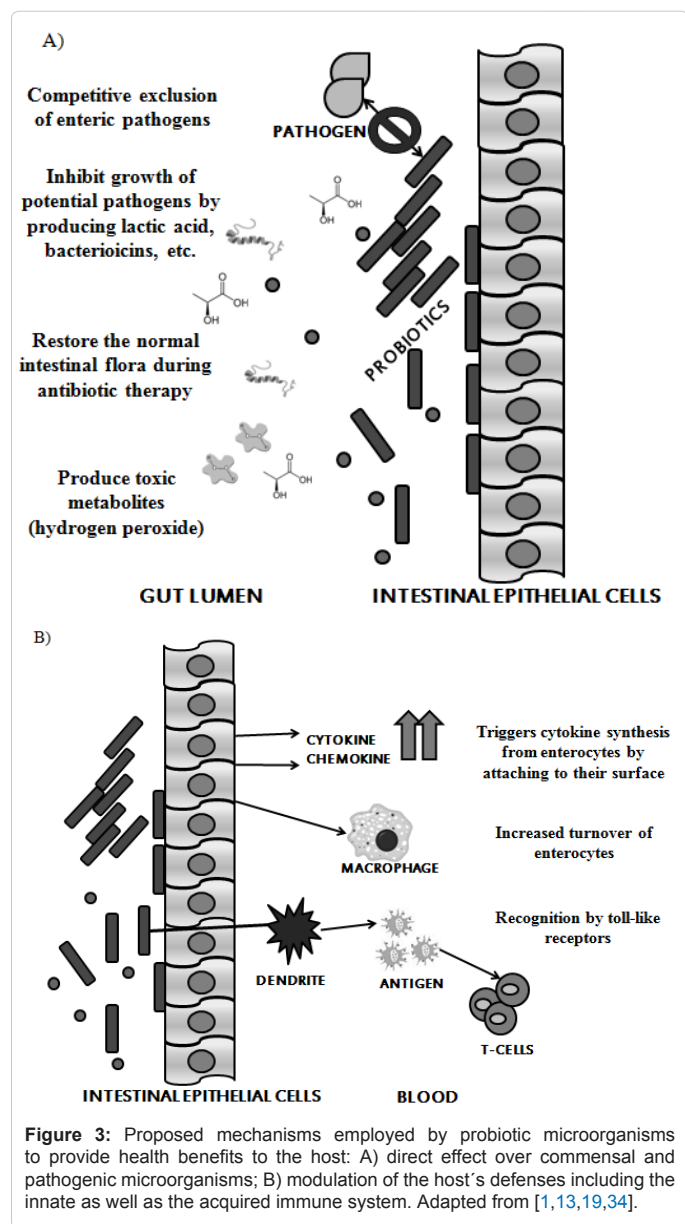 A)
Competitive exclusion
of enteric pathogens
PATHOGEN
Inhibit growth of
potential pathogens by
producing lactic acid,
bacterioicins, etc.
O
OH
OH
O
OH
OH
PROBIOTICS
Restore the normal
intestinal flora during
antibiotic therapy
Produce toxic
metabolites
(hydrogen peroxide)
O
OH
OH
GUT LUMEN
INTESTINAL EPITHELIAL CELLS
B)
CYTOKINE
CHEMOKINE
Triggers cytokine synthesis
from enterocytes by
attaching to their surface
MACROPHAGE
Increased turnover of
enterocytes
Recognition by toll-like
receptors
DENDRITE
ANTIGEN
T-CELLS
INTESTINAL EPITHELIAL CELLS
BLOOD
Figure 3: Proposed mechanisms employed by probiotic microorganisms
to provide health benefits to the host: A) direct effect over commensal and
pathogenic microorganisms; B) modulation of the host´s defenses including the
innate as well as the acquired immune system. Adapted from [1,13,19,34].